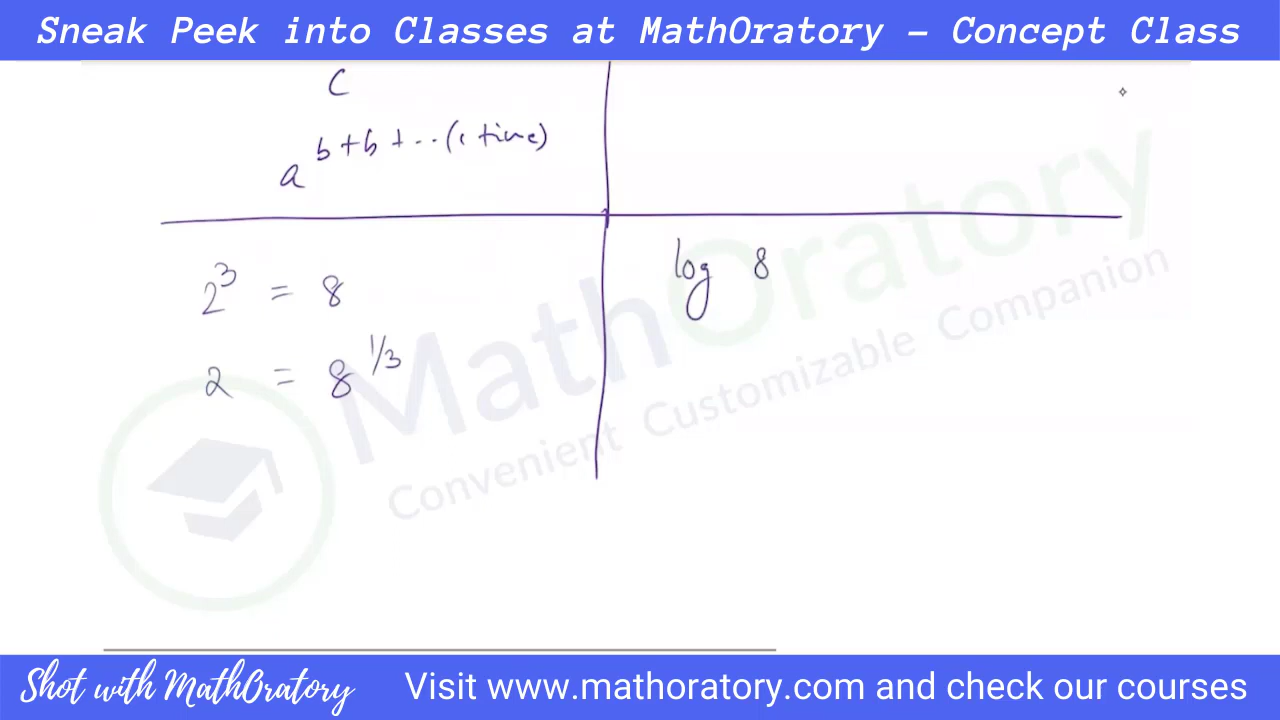 Sneak Peek into Classes at MathOratory – Concept Class
c
a^{b+b+..(c time)}
2^3 = 8
2 = 8^{1/3}
log 8
MathOratory
Convenient Customizable Companion
Shot with MathOratory
Visit www.mathoratory.com and check our courses